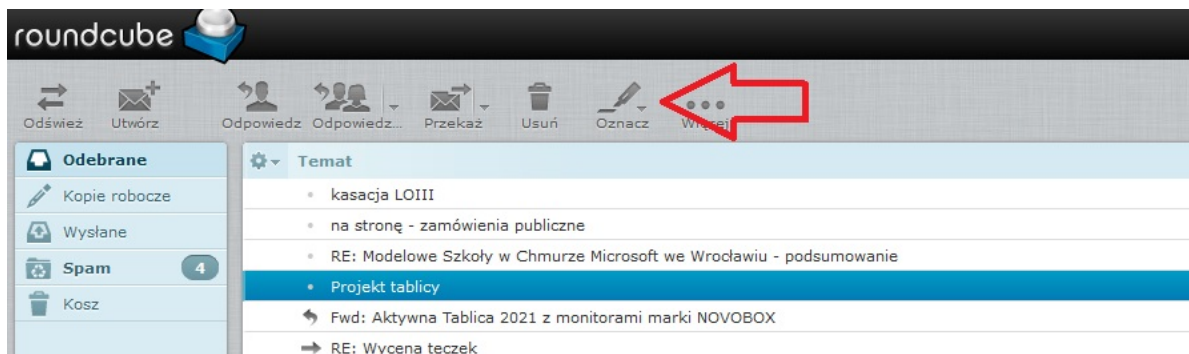 roundcube
Odśwież Utwórz Odpowiedz Odpowiedz... Przekaż Usuń Oznacz Więcej
Odebrane
Kopie robocze
Wysłane
Spam 4
Kosz
Temat
kasacja LOIII
na stronę - zamówienia publiczne
RE: Modelowe Szkoły w Chmurze Microsoft we Wrocławiu - podsumowanie
Projekt tablicy
Fwd: Aktywna Tablica 2021 z monitorami marki NOVOBOX
RE: Wycena teczek